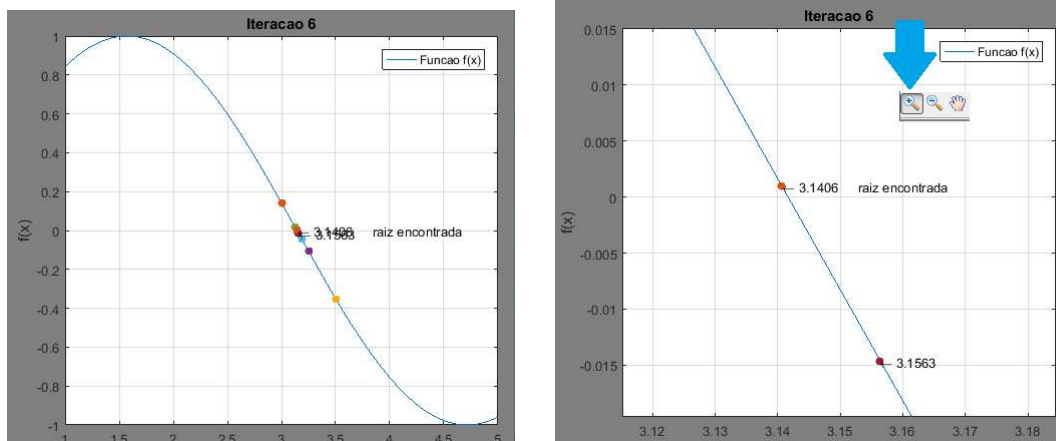 Iteracao 6
Funcao f(x)
1
0.8
0.6
0.4
0.2
0
-0.2
-0.4
-0.6
-0.8
-1
f(x)
3.1406 raiz encontrada
3.1563
1 1.5 2 2.5 3 3.5 4 4.5 5
Iteracao 6
Funcao f(x)
0.015
0.01
0.005
0
-0.005
-0.01
-0.015
f(x)
3.1406 raiz encontrada
3.1563
3.12 3.13 3.14 3.15 3.16 3.17 3.18